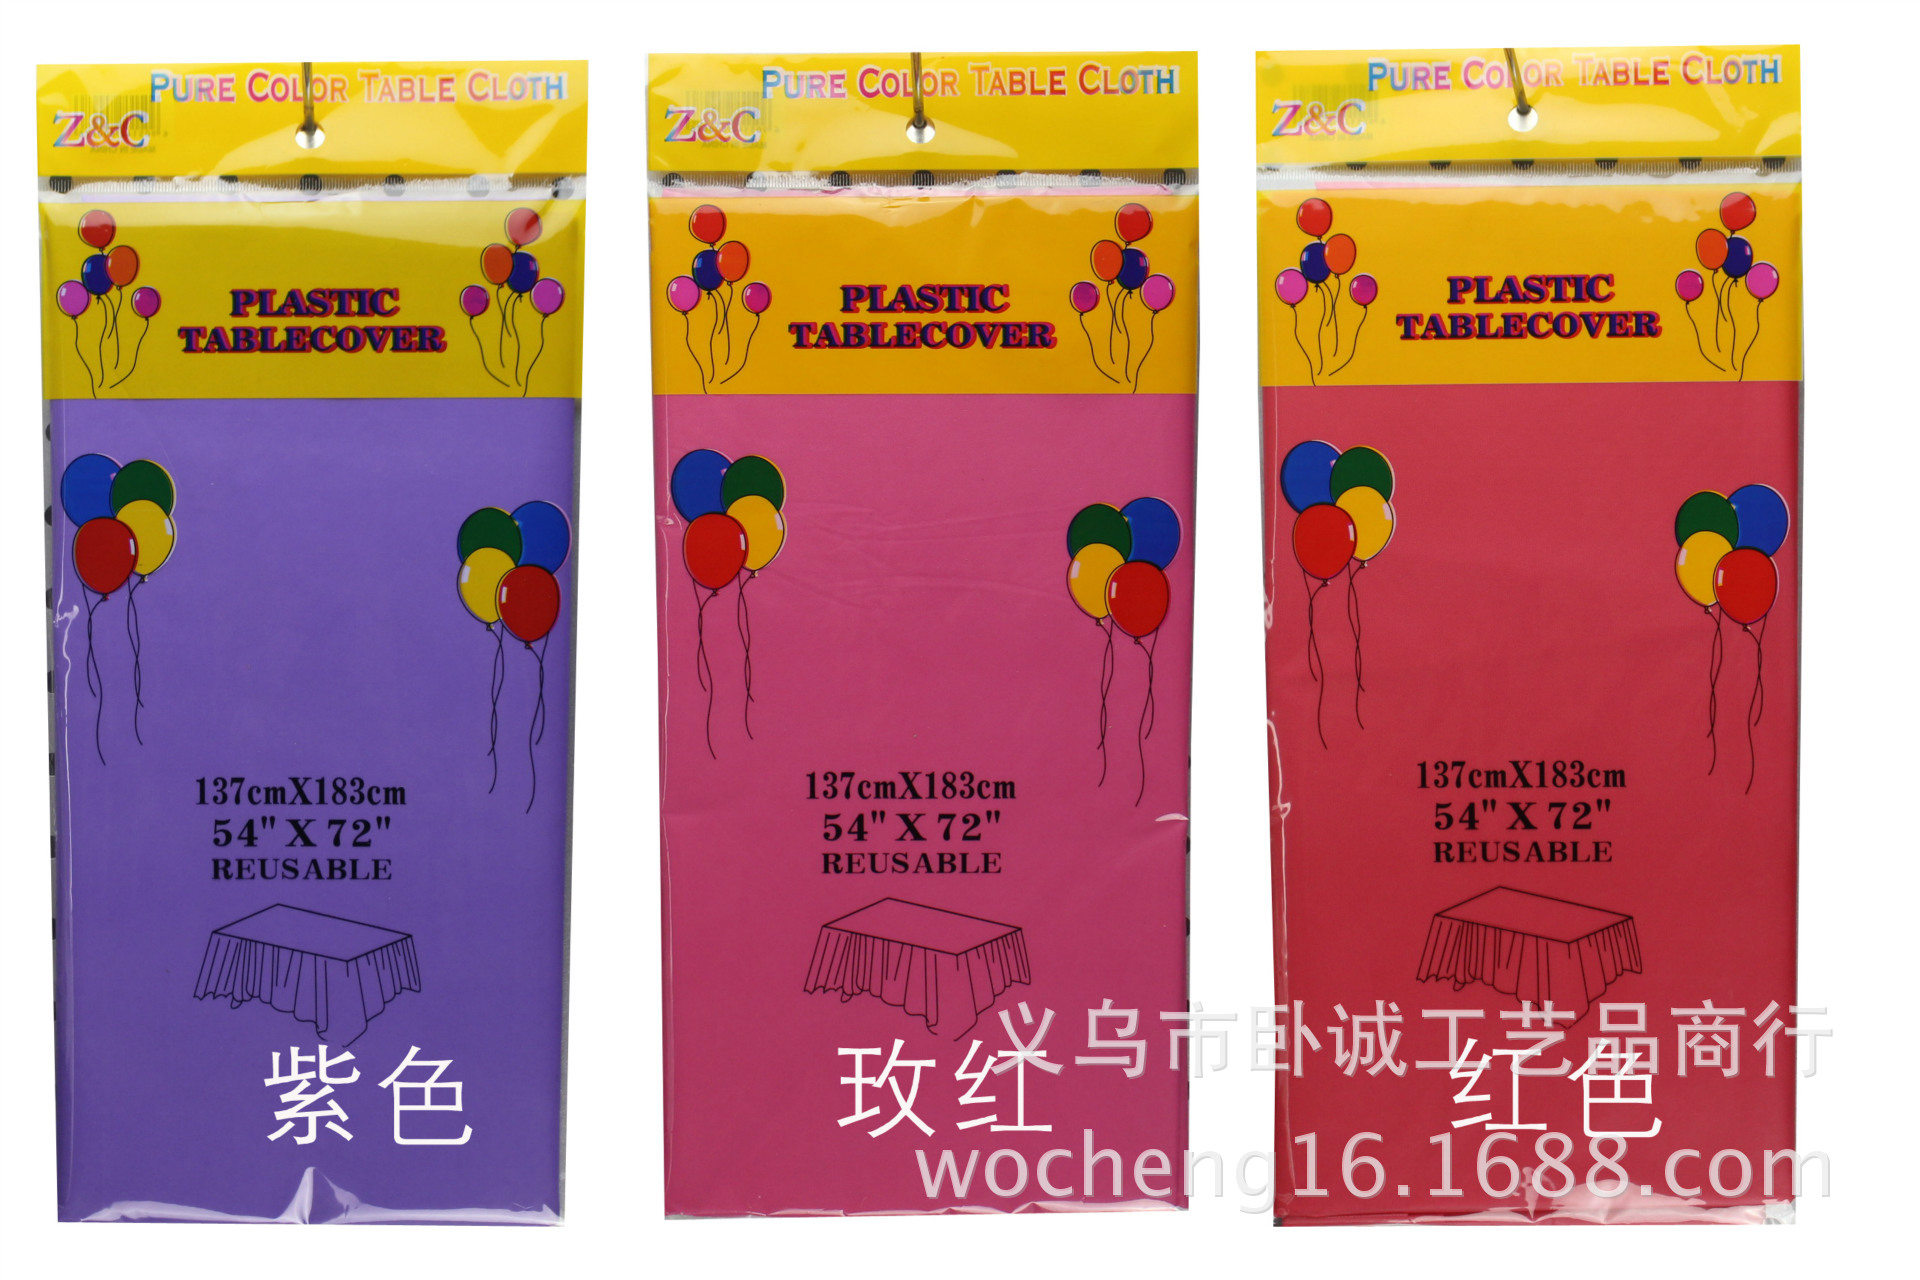 PURE COLOR TABLE CLOTH
Z&C
PLASTIC
TABLECOVER
137cmX183cm
54" X 72"
REUSABLE
紫色
PURE COLOR TABLE CLOTH
Z&C
PLASTIC
TABLECOVER
137cmX183cm
54" X 72"
REUSABLE
玫红
PURE COLOR TABLE CLOTH
Z&C
PLASTIC
TABLECOVER
137cmX183cm
54" X 72"
REUSABLE
红色
义乌市卧诚工艺品商行
wocheng16.1688.com